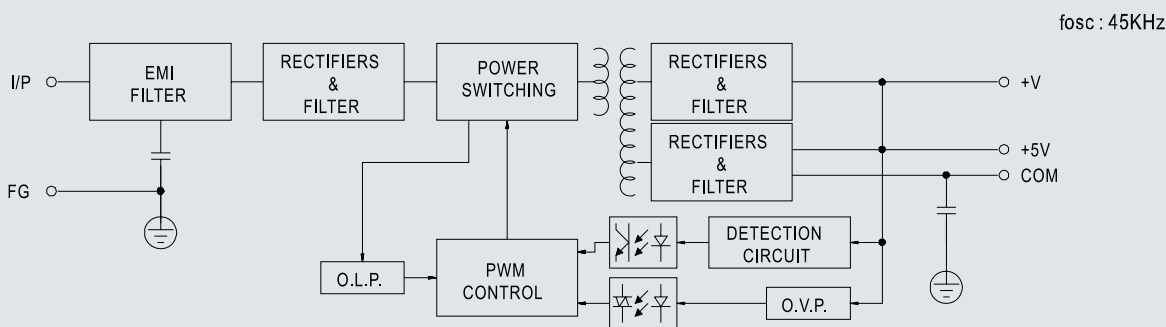 fosc : 45KHz
I/P
EMI
FILTER
RECTIFIERS
&
FILTER
POWER
SWITCHING
RECTIFIERS
&
FILTER
+V
RECTIFIERS
&
FILTER
+5V
COM
FG
O.L.P.
PWM
CONTROL
DETECTION
CIRCUIT
O.V.P.